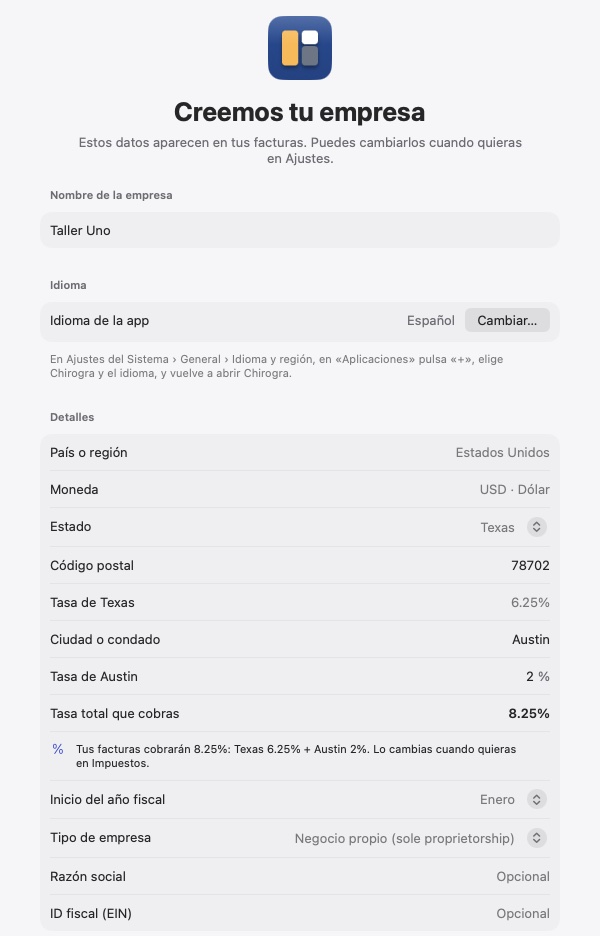 Creemos tu empresa
Estos datos aparecen en tus facturas. Puedes cambiarlos cuando quieras
en Ajustes.
Nombre de la empresa
Taller Uno
Idioma
Idioma de la app Español Cambiar...
En Ajustes del Sistema › General › Idioma y región, en «Aplicaciones» pulsa «+», elige
Chirogra y el idioma, y vuelve a abrir Chirogra.
Detalles
País o región Estados Unidos
Moneda USD · Dólar
Estado Texas
Código postal 78702
Tasa de Texas 6.25%
Ciudad o condado Austin
Tasa de Austin 2 %
Tasa total que cobras 8.25%
% Tus facturas cobrarán 8.25%: Texas 6.25% + Austin 2%. Lo cambias cuando quieras
en Impuestos.
Inicio del año fiscal Enero
Tipo de empresa Negocio propio (sole proprietorship)
Razón social Opcional
ID fiscal (EIN) Opcional